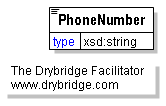 PhoneNumber
type xsd:string
The Drybridge Facilitator
www.drybridge.com